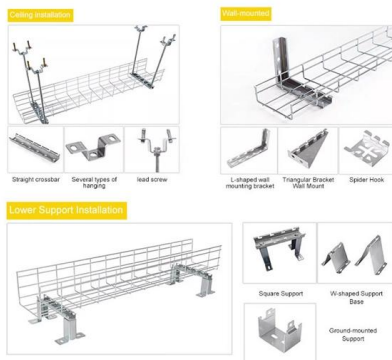 Ceiling installation
Wall-mounted
Straight crossbar
Several types of
hanging
lead screw
L-shaped wall
mounting bracket
Triangular Bracket
Wall Mount
Spider Hook
Lower Support Installation
Square Support
W-shaped Support
Base
Ground-mounted
Support